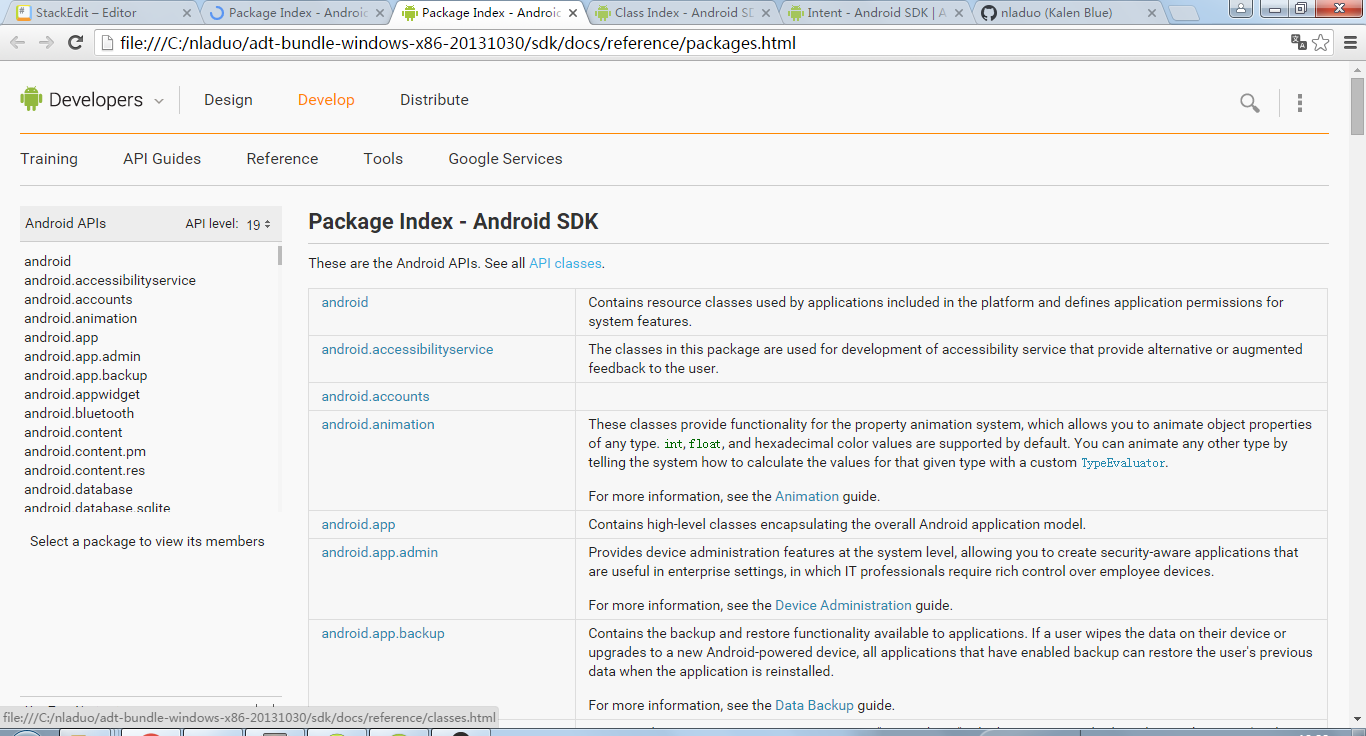 StackEdit – Editor
Package Index - Androi
Package Index - Androi
Class Index - Android S
Intent - Android SDK | A
nladuo (Kalen Blue)
file:///C:/nladuo/adt-bundle-windows-x86-20131030/sdk/docs/reference/packages.html
Developers
Design
Develop
Distribute
Training
API Guides
Reference
Tools
Google Services
Android APIs
API level: 19
android
android.accessibilityservice
android.accounts
android.animation
android.app
android.app.admin
android.app.backup
android.appwidget
android.bluetooth
android.content
android.content.pm
android.content.res
android.database
android.database.sqlite
Select a package to view its members
Package Index - Android SDK
These are the Android APIs. See all API classes.
android
Contains resource classes used by applications included in the platform and defines application permissions for
system features.
android.accessibilityservice
The classes in this package are used for development of accessibility service that provide alternative or augmented
feedback to the user.
android.accounts
android.animation
These classes provide functionality for the property animation system, which allows you to animate object properties
of any type. int, float, and hexadecimal color values are supported by default. You can animate any other type by
telling the system how to calculate the values for that given type with a custom TypeEvaluator.
For more information, see the Animation guide.
android.app
Contains high-level classes encapsulating the overall Android application model.
android.app.admin
Provides device administration features at the system level, allowing you to create security-aware applications that
are useful in enterprise settings, in which IT professionals require rich control over employee devices.
For more information, see the Device Administration guide.
android.app.backup
Contains the backup and restore functionality available to applications. If a user wipes the data on their device or
upgrades to a new Android-powered device, all applications that have enabled backup can restore the user's previous
data when the application is reinstalled.
For more information, see the Data Backup guide.
file:///C:/nladuo/adt-bundle-windows-x86-20131030/sdk/docs/reference/classes.html